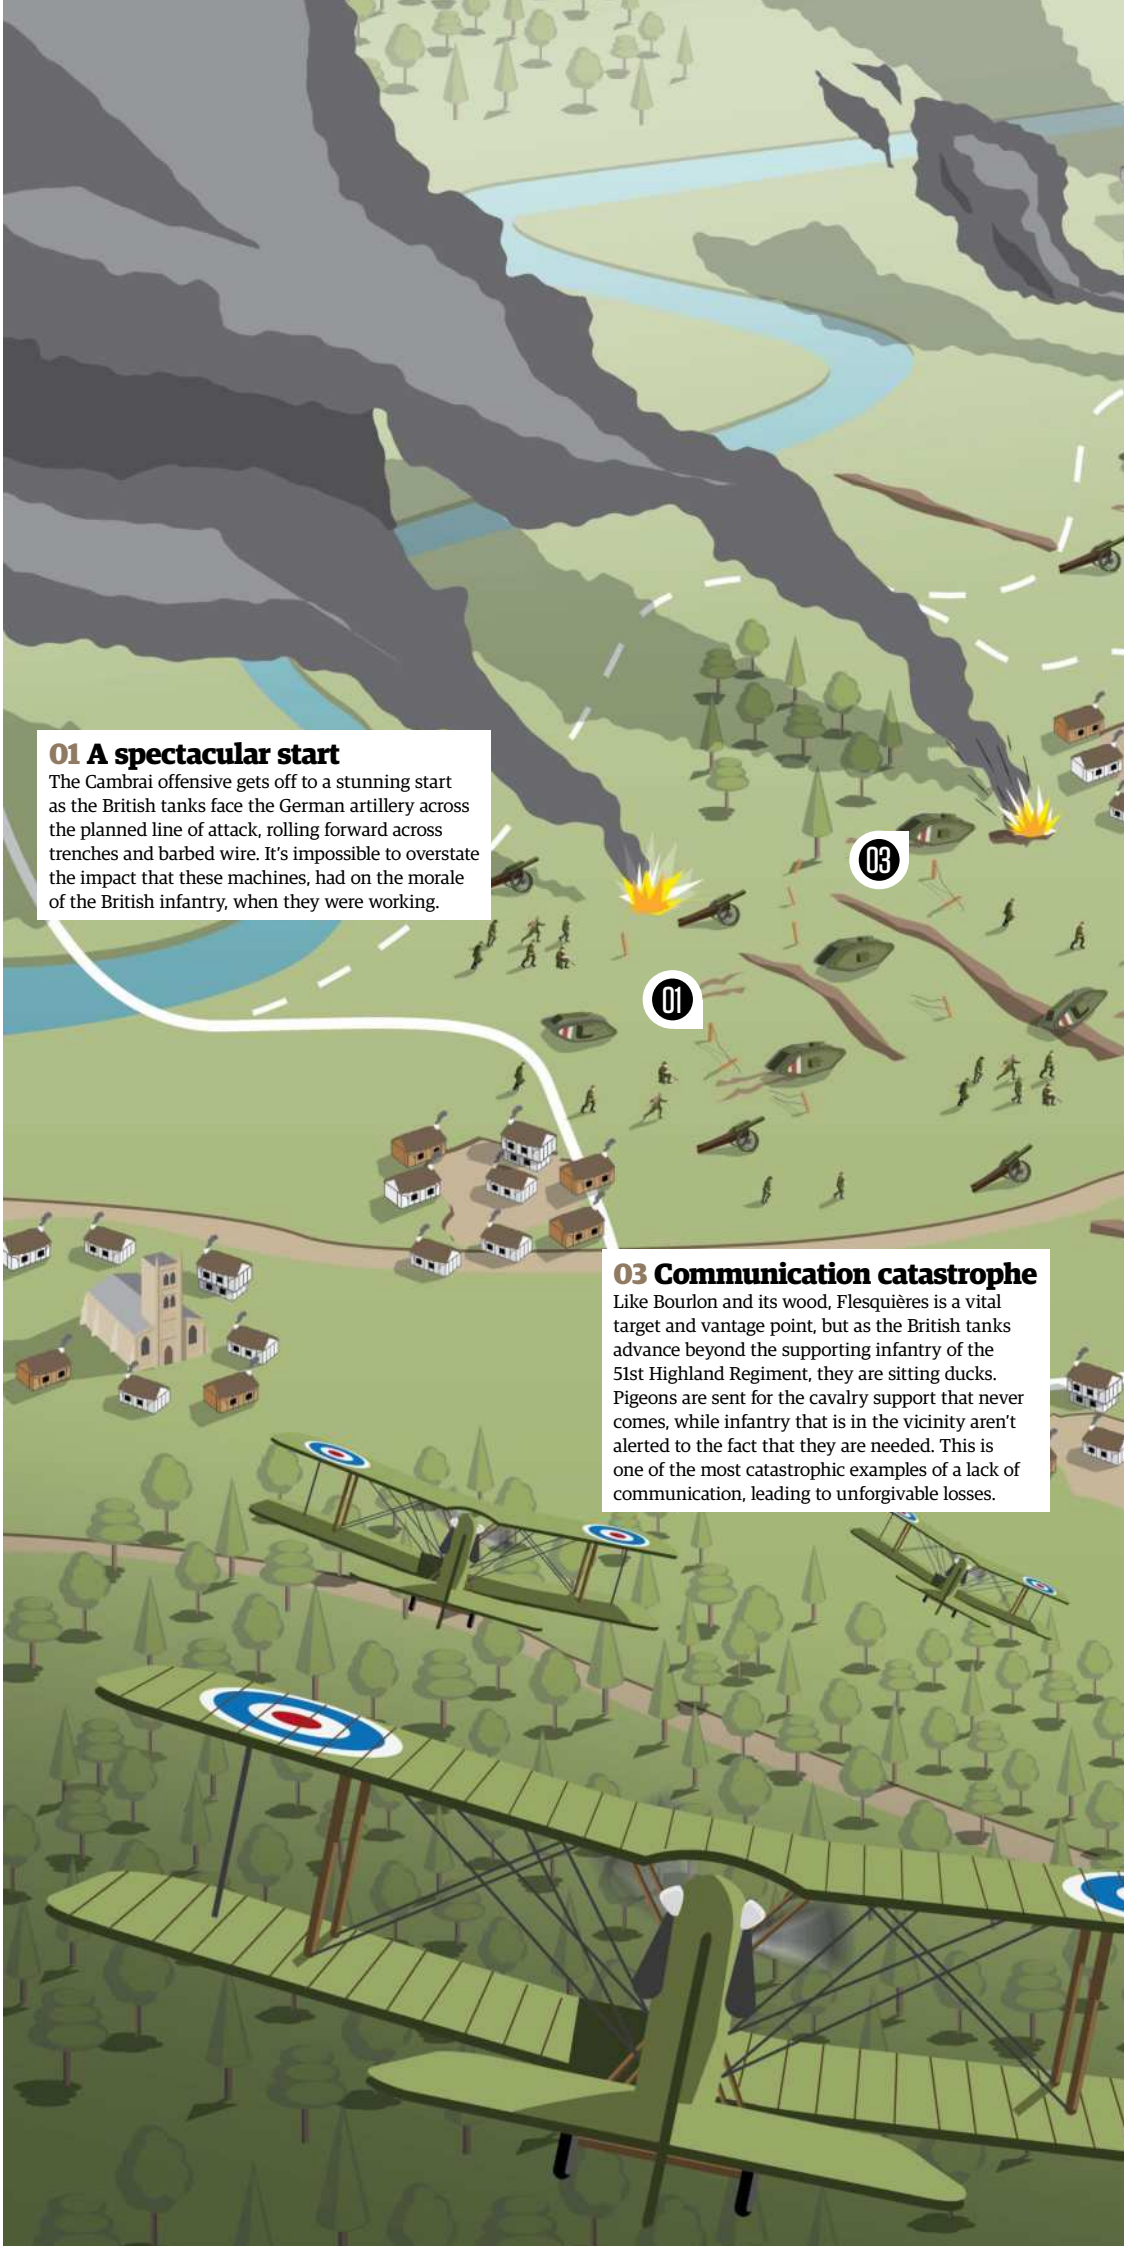 01 A spectacular start
The Cambrai offensive gets off to a stunning start
as the British tanks face the German artillery across
the planned line of attack, rolling forward across
trenches and barbed wire. It's impossible to overstate
the impact that these machines, had on the morale
of the British infantry, when they were working.
03
01
03 Communication catastrophe
Like Bourlon and its wood, Flesquières is a vital
target and vantage point, but as the British tanks
advance beyond the supporting infantry of the
51st Highland Regiment, they are sitting ducks.
Pigeons are sent for the cavalry support that never
comes, while infantry that is in the vicinity aren't
alerted to the fact that they are needed. This is
one of the most catastrophic examples of a lack of
communication, leading to unforgivable losses.